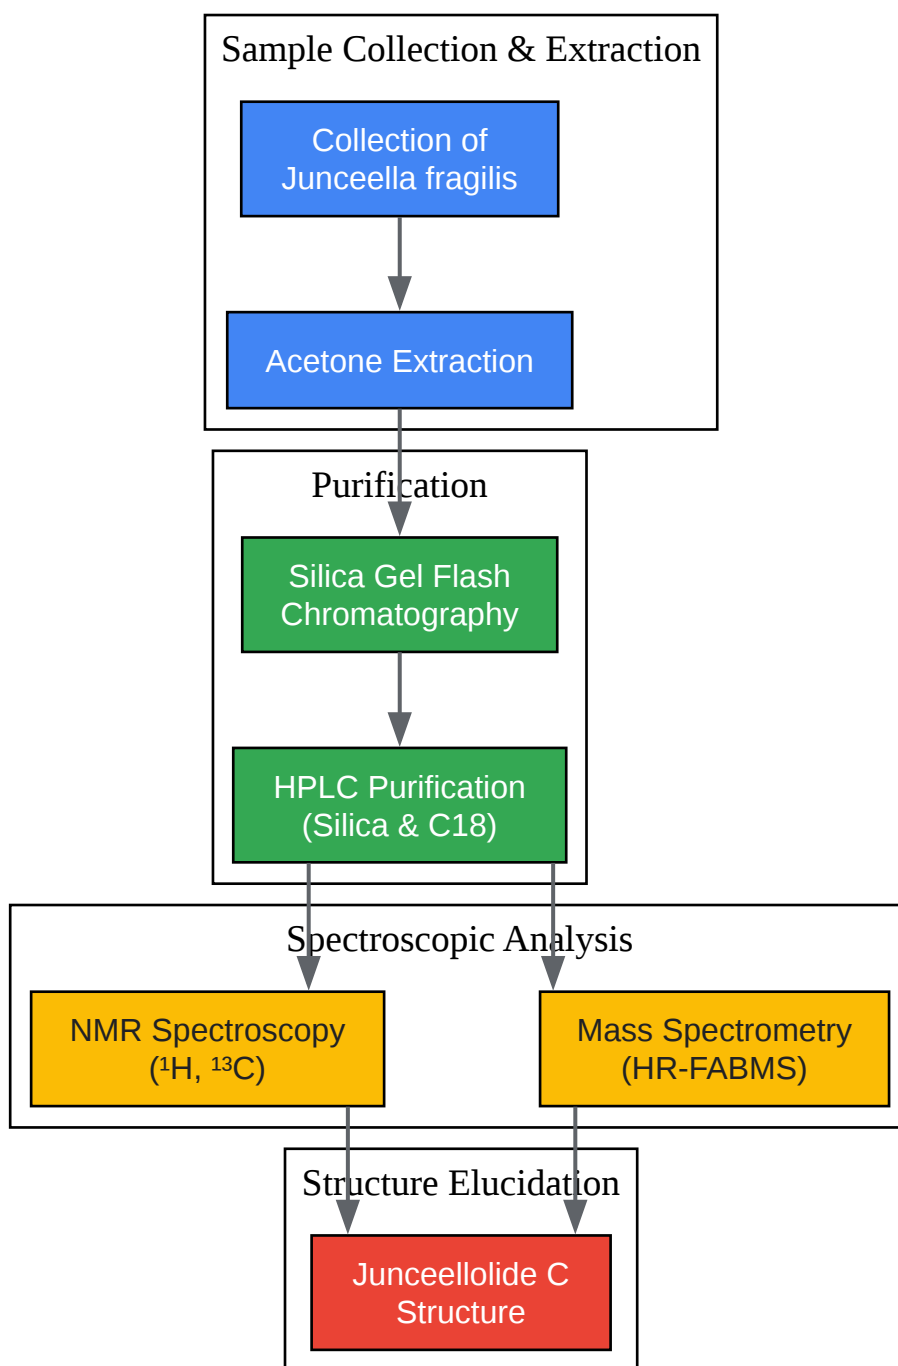 Sample Collection & Extraction
Collection of
Junceella fragilis
Acetone Extraction
Purification
Silica Gel Flash
Chromatography
HPLC Purification
(Silica & C18)
Spectroscopic Analysis
NMR Spectroscopy
(¹H, ¹³C)
Mass Spectrometry
(HR-FABMS)
Structure Elucidation
Junceellolide C
Structure